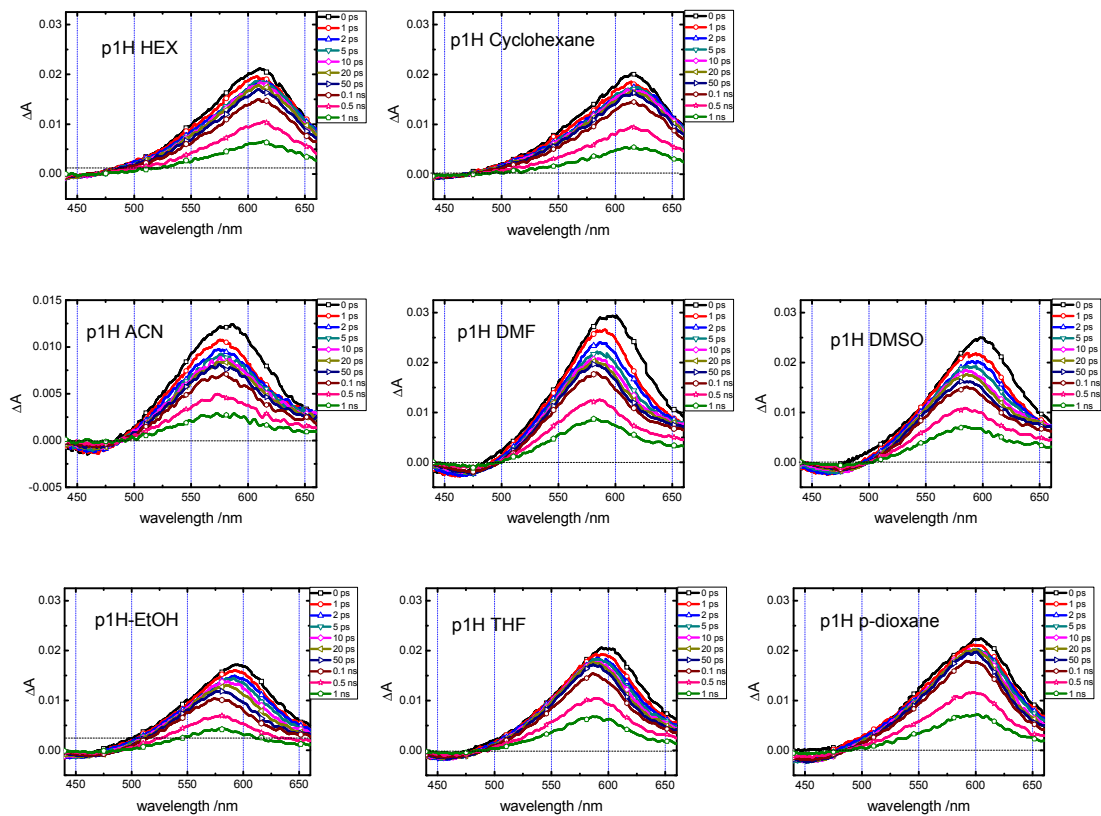 p1H HEX
ΔA
0.03
0.02
0.01
0.00
450 500 550 600 650
wavelength /nm
0 ps
1 ps
2 ps
5 ps
10 ps
20 ps
50 ps
0.1 ns
0.5 ns
1 ns
p1H Cyclohexane
ΔA
0.03
0.02
0.01
0.00
450 500 550 600 650
wavelength /nm
0 ps
1 ps
2 ps
5 ps
10 ps
20 ps
50 ps
0.1 ns
0.5 ns
1 ns
p1H ACN
ΔA
0.015
0.010
0.005
0.000
-0.005
450 500 550 600 650
wavelength /nm
0 ps
1 ps
2 ps
5 ps
10 ps
20 ps
50 ps
0.1 ns
0.5 ns
1 ns
p1H DMF
ΔA
0.03
0.02
0.01
0.00
450 500 550 600 650
wavelength /nm
0 ps
1 ps
2 ps
5 ps
10 ps
20 ps
50 ps
0.1 ns
0.5 ns
1 ns
p1H DMSO
ΔA
0.03
0.02
0.01
0.00
450 500 550 600 650
wavelength /nm
0 ps
1 ps
2 ps
5 ps
10 ps
20 ps
50 ps
0.1 ns
0.5 ns
1 ns
p1H-EtOH
ΔA
0.03
0.02
0.01
0.00
450 500 550 600 650
wavelength /nm
0 ps
1 ps
2 ps
5 ps
10 ps
20 ps
50 ps
0.1 ns
0.5 ns
1 ns
p1H THF
ΔA
0.03
0.02
0.01
0.00
450 500 550 600 650
wavelength /nm
0 ps
1 ps
2 ps
5 ps
10 ps
20 ps
50 ps
0.1 ns
0.5 ns
1 ns
p1H p-dioxane
ΔA
0.03
0.02
0.01
0.00
450 500 550 600 650
wavelength /nm
0 ps
1 ps
2 ps
5 ps
10 ps
20 ps
50 ps
0.1 ns
0.5 ns
1 ns